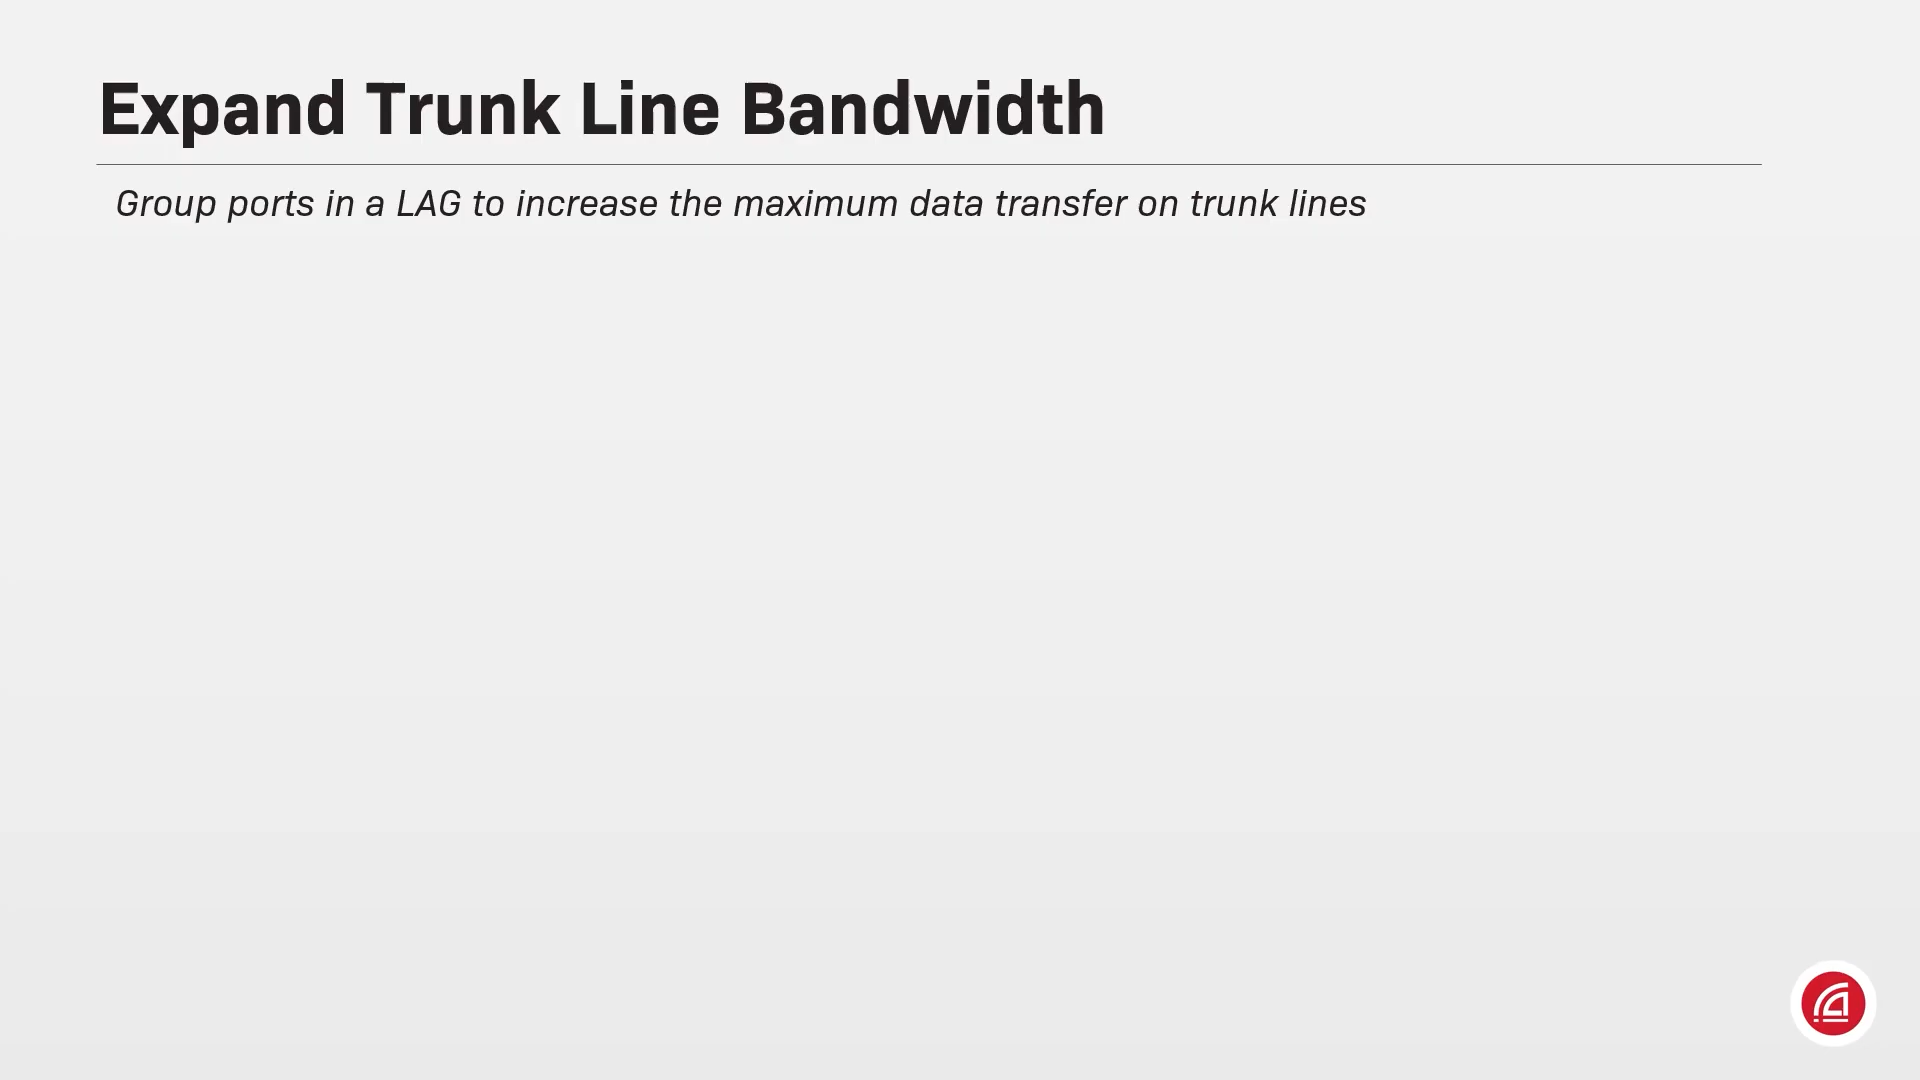 Expand Trunk Line Bandwidth
Group ports in a LAG to increase the maximum data transfer on trunk lines